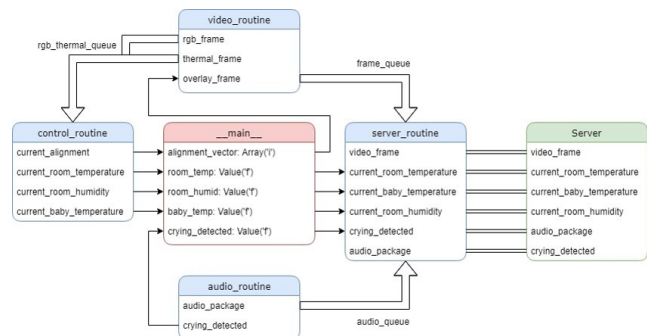 video_routine
rgb_frame
thermal_frame
overlay_frame
rgb_thermal_queue
frame_queue
control_routine
current_alignment
current_room_temperature
current_room_humidity
current_baby_temperature
__main__
alignment_vector: Array('i')
room_temp: Value('f')
room_humid: Value('f')
baby_temp: Value('f')
crying_detected: Value('f')
server_routine
video_frame
current_room_temperature
current_baby_temperature
current_room_humidity
crying_detected
audio_package
Server
video_frame
current_room_temperature
current_baby_temperature
current_room_humidity
audio_package
crying_detected
audio_routine
audio_package
crying_detected
audio_queue